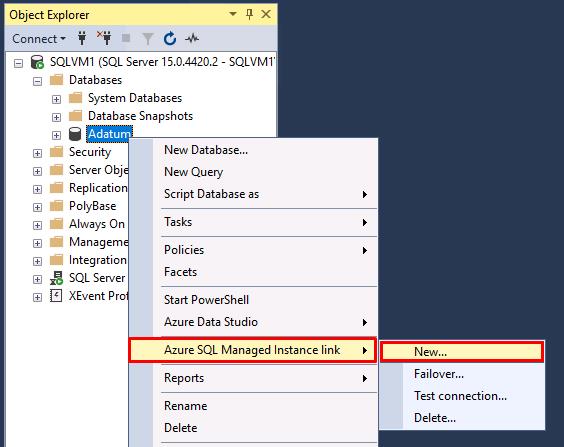 Object Explorer
Connect
SQLVM1 (SQL Server 15.0.4420.2 - SQLVM1
Databases
System Databases
Database Snapshots
Adatum
Security
Server Obje
Replication
PolyBase
Always On
Manageme
Integration
SQL Server
XEvent Prof
New Database...
New Query
Script Database as
Tasks
Policies
Facets
Start PowerShell
Azure Data Studio
Azure SQL Managed Instance link
Reports
Rename
Delete
New...
Failover...
Test connection...
Delete...